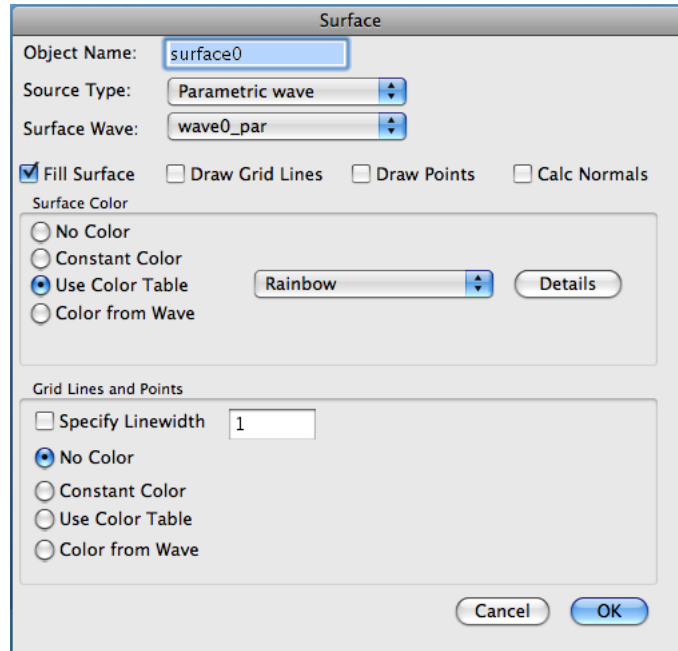 Surface
Object Name: surface0
Source Type: Parametric wave
Surface Wave: wave0_par
Fill Surface Draw Grid Lines Draw Points Calc Normals
Surface Color
No Color
Constant Color
Use Color Table Rainbow Details
Color from Wave
Grid Lines and Points
Specify Linewidth 1
No Color
Constant Color
Use Color Table
Color from Wave
Cancel OK